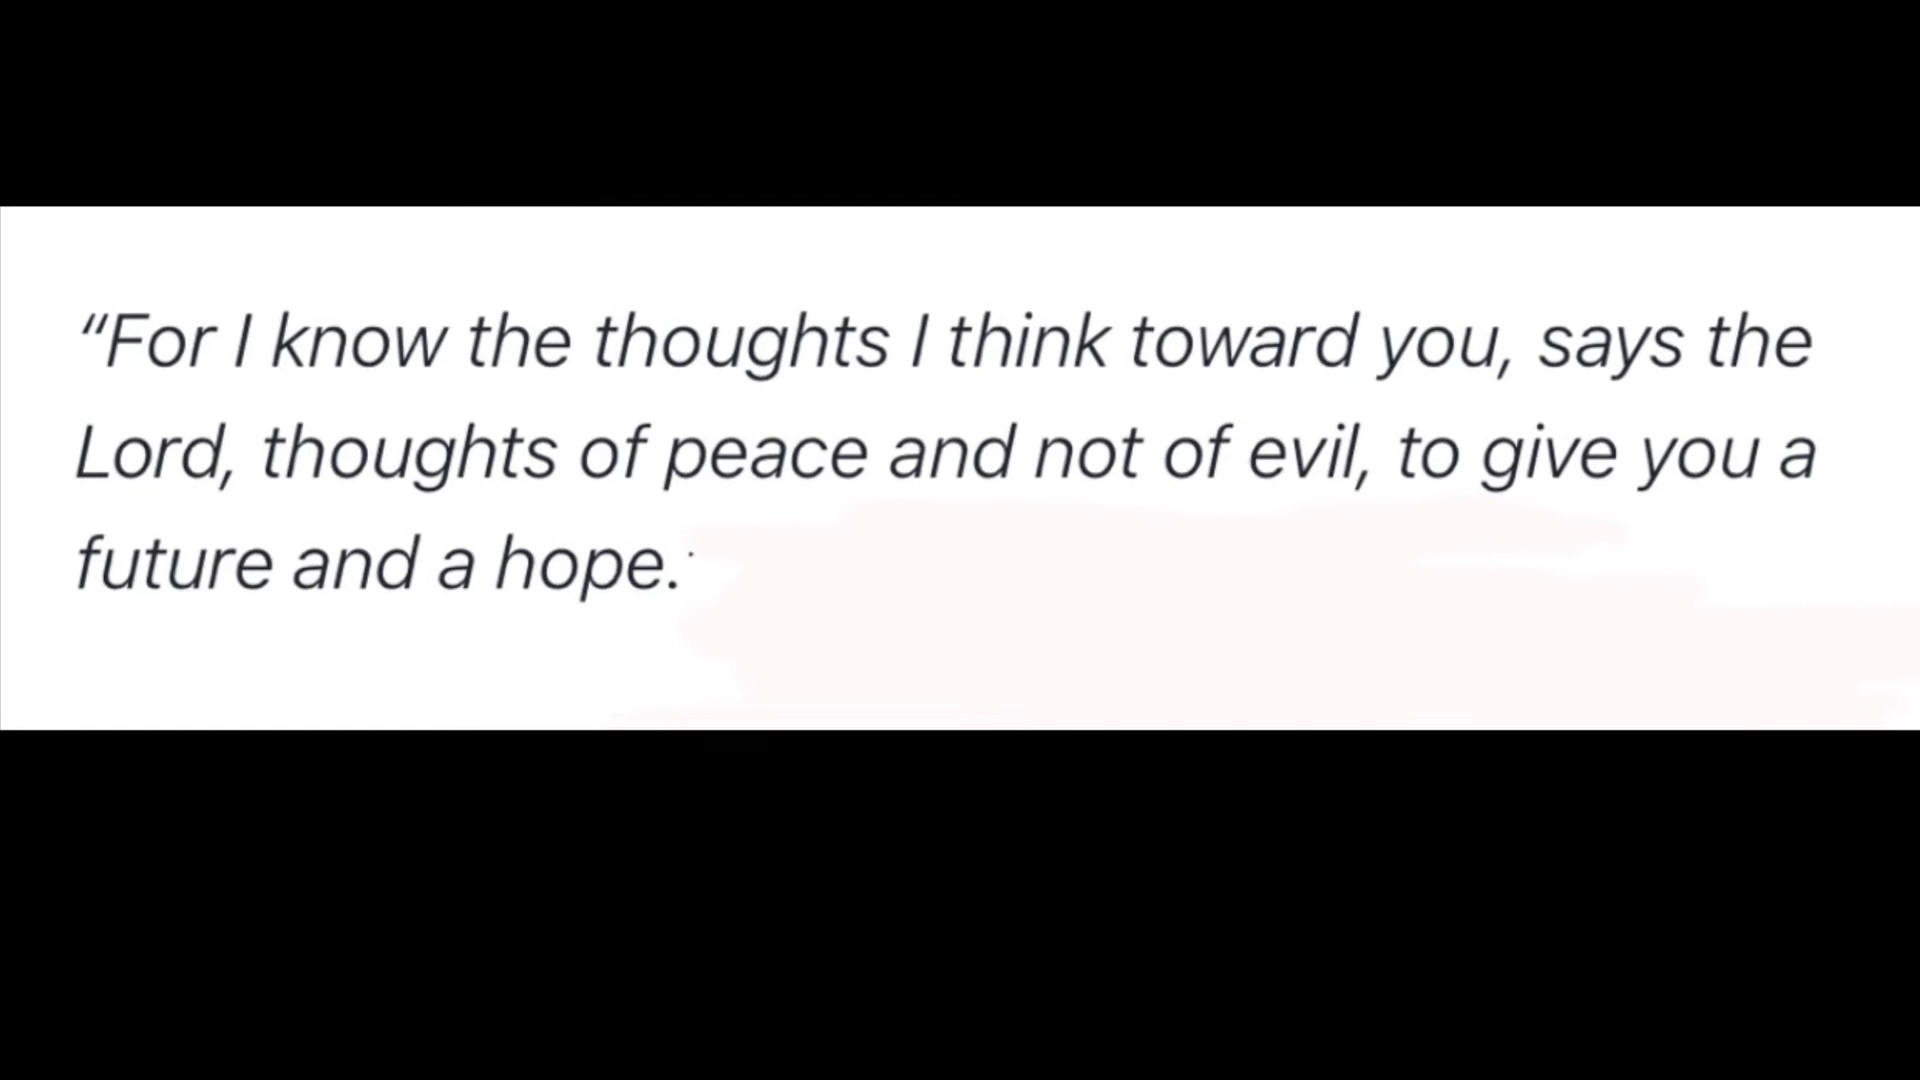 “For I know the thoughts I think toward you, says the
Lord, thoughts of peace and not of evil, to give you a
future and a hope.